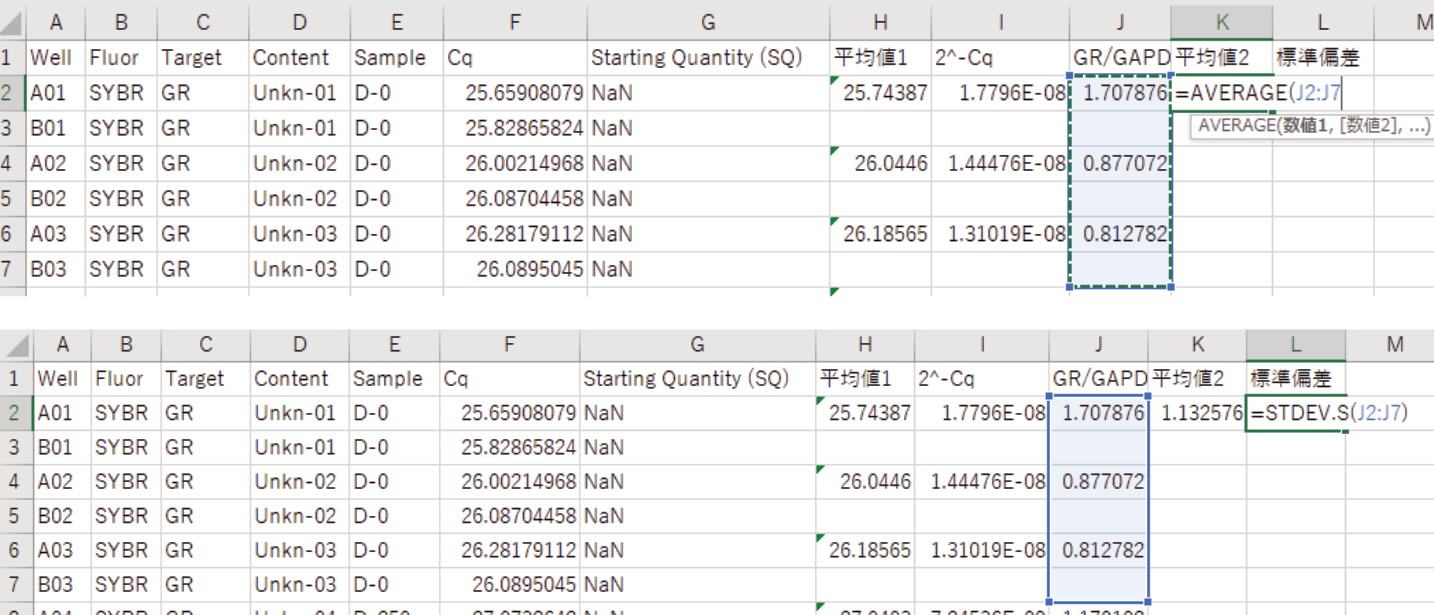 A B C D E F G H I J K L M
1 Well Fluor Target Content Sample Cq Starting Quantity (SQ) 平均値1 2^-Cq GR/GAPD 平均値2 標準偏差
2 A01 SYBR GR Unkn-01 D-0 25.65908079 NaN 25.74387 1.7796E-08 1.707876 =AVERAGE(J2:J7
3 B01 SYBR GR Unkn-01 D-0 25.82865824 NaN
AVERAGE(数値1, [数値2], ...)
4 A02 SYBR GR Unkn-02 D-0 26.00214968 NaN 26.0446 1.44476E-08 0.877072
5 B02 SYBR GR Unkn-02 D-0 26.08704458 NaN
6 A03 SYBR GR Unkn-03 D-0 26.28179112 NaN 26.18565 1.31019E-08 0.812782
7 B03 SYBR GR Unkn-03 D-0 26.0895045 NaN
A B C D E F G H I J K L M
1 Well Fluor Target Content Sample Cq Starting Quantity (SQ) 平均値1 2^-Cq GR/GAPD 平均値2 標準偏差
2 A01 SYBR GR Unkn-01 D-0 25.65908079 NaN 25.74387 1.7796E-08 1.707876 1.132576 =STDEV.S(J2:J7)
3 B01 SYBR GR Unkn-01 D-0 25.82865824 NaN
4 A02 SYBR GR Unkn-02 D-0 26.00214968 NaN 26.0446 1.44476E-08 0.877072
5 B02 SYBR GR Unkn-02 D-0 26.08704458 NaN
6 A03 SYBR GR Unkn-03 D-0 26.28179112 NaN 26.18565 1.31019E-08 0.812782
7 B03 SYBR GR Unkn-03 D-0 26.0895045 NaN